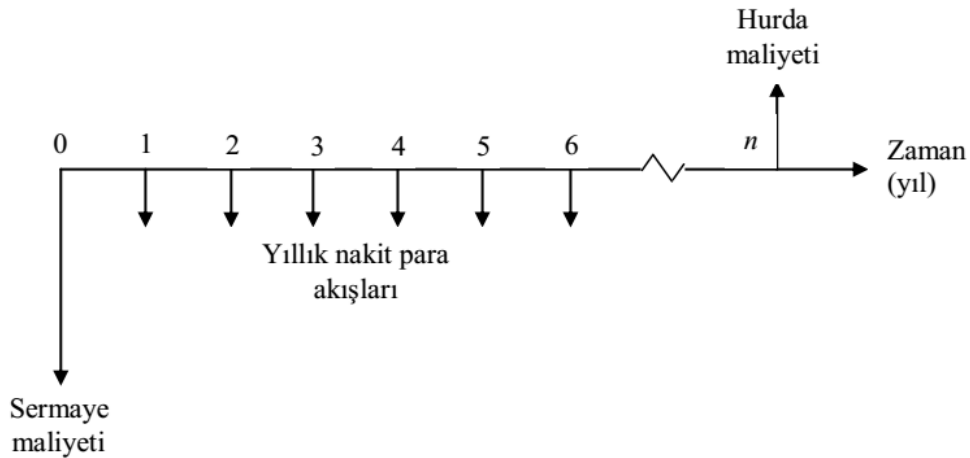 Hurda
maliyeti
0 1 2 3 4 5 6 n
Zaman
(yıl)
Yıllık nakit para
akışları
Sermaye
maliyeti